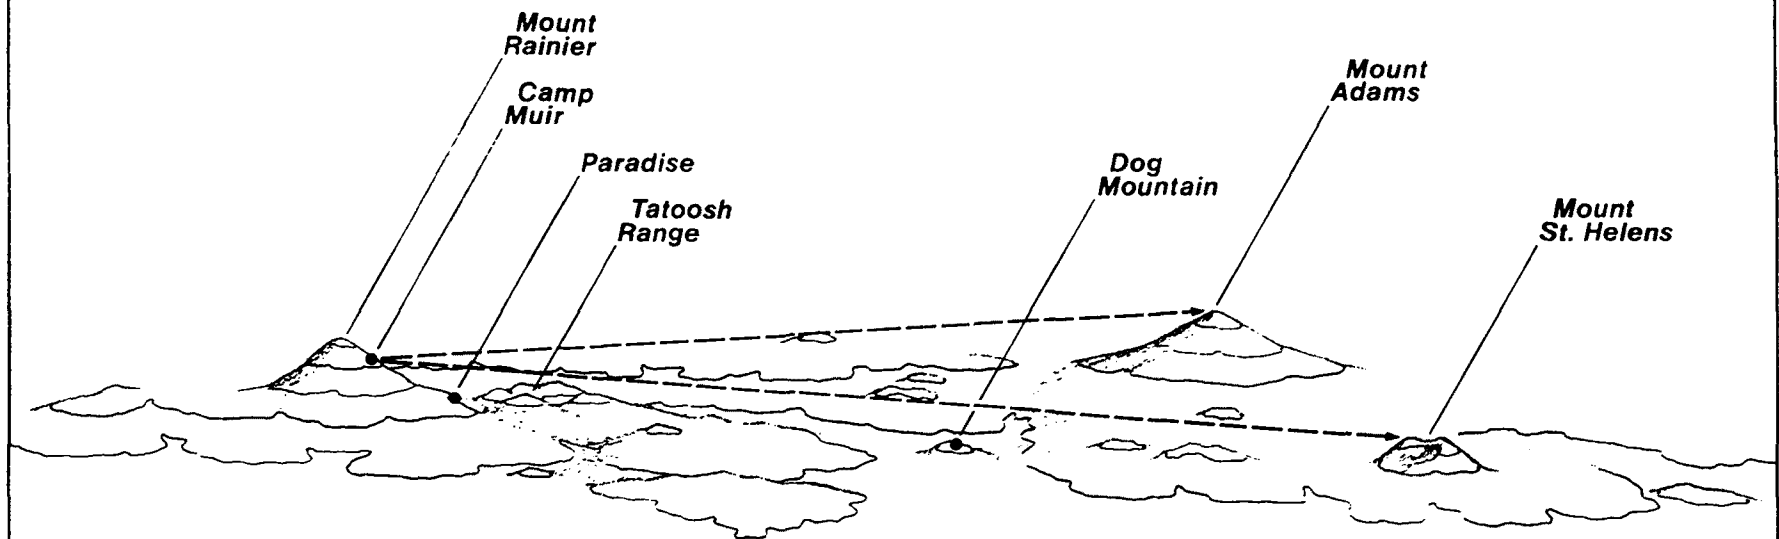 Mount
Rainier
Camp
Muir
Paradise
Tatoosh
Range
Dog
Mountain
Mount
Adams
Mount
St. Helens